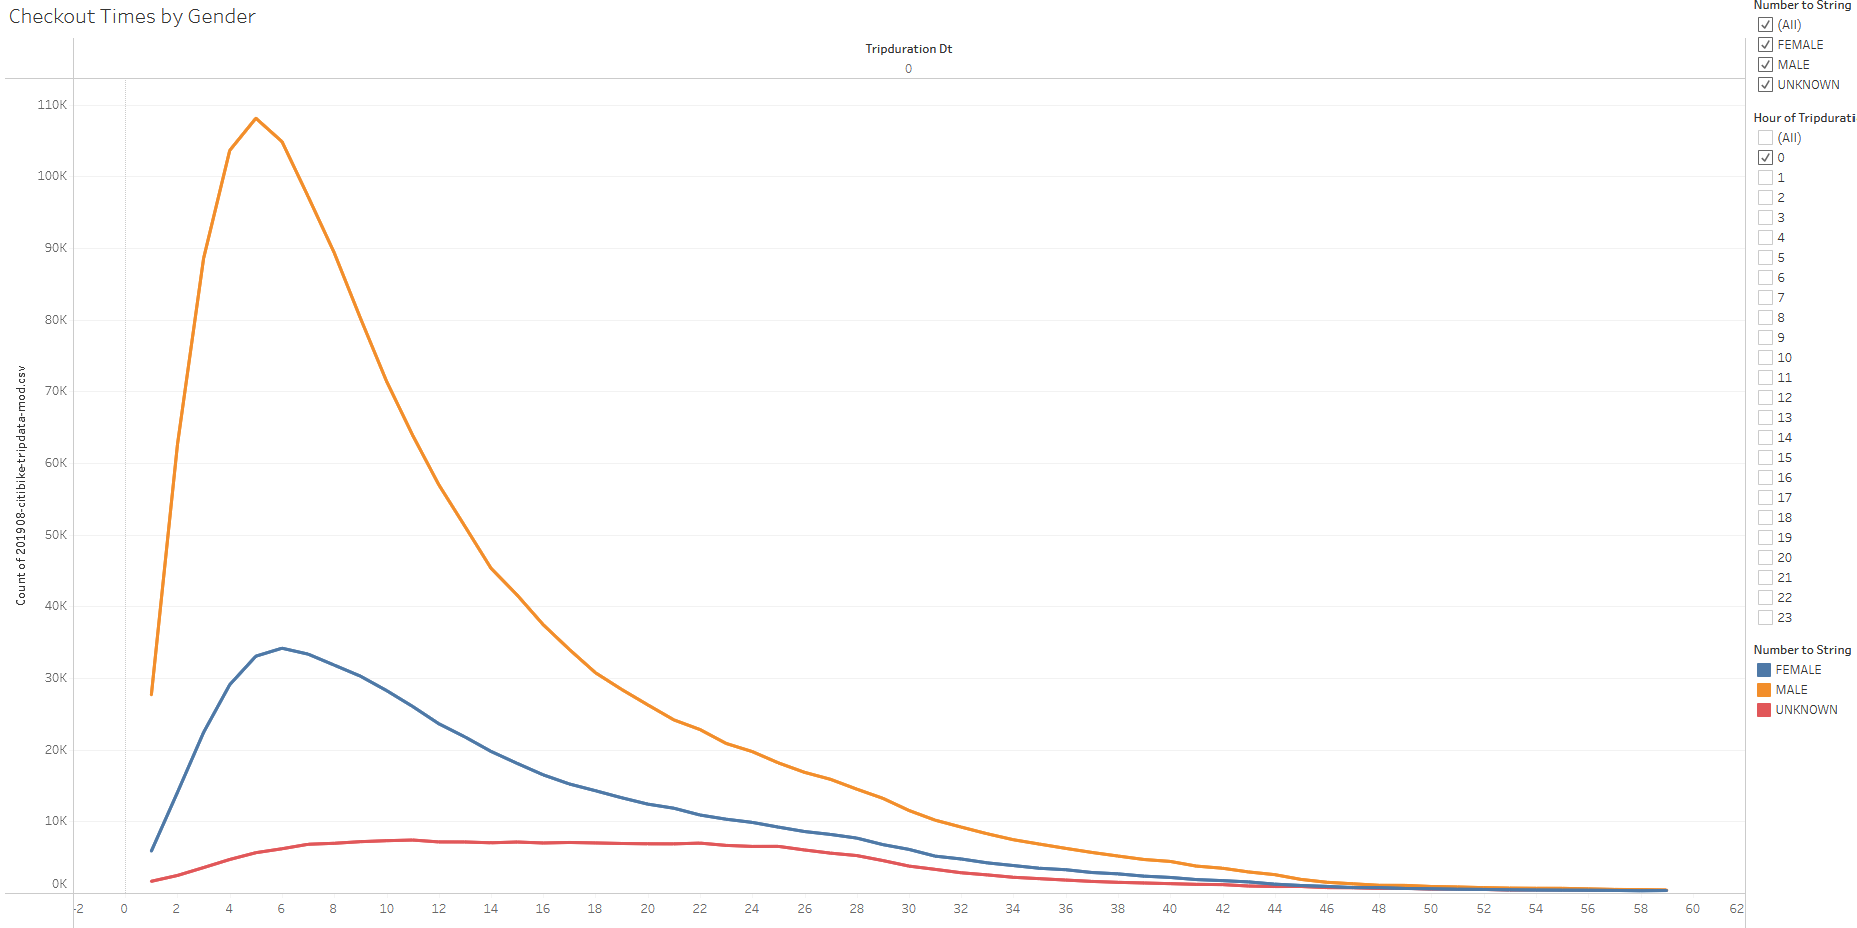 Checkout Times by Gender
Tripduration Dt
0
110K
100K
90K
80K
70K
60K
50K
40K
30K
20K
10K
0K
Count of 201908-citibike-tripdata-mod.csv
-2 0 2 4 6 8 10 12 14 16 18 20 22 24 26 28 30 32 34 36 38 40 42 44 46 48 50 52 54 56 58 60 62
Number to String
(All)
FEMALE
MALE
UNKNOWN
Hour of Tripdurati
(All)
0
1
2
3
4
5
6
7
8
9
10
11
12
13
14
15
16
17
18
19
20
21
22
23
Number to String
FEMALE
MALE
UNKNOWN